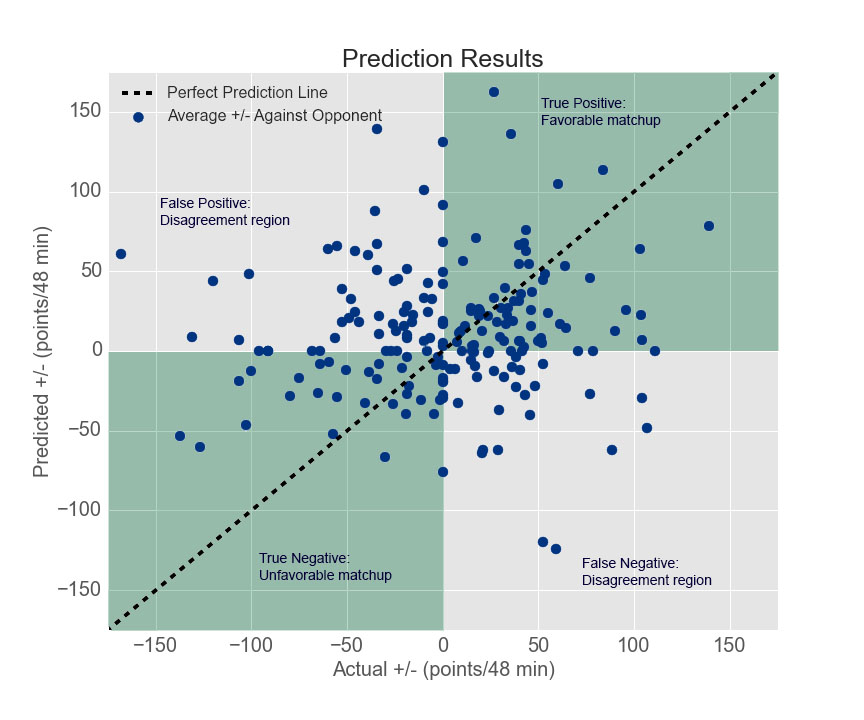 Prediction Results
Perfect Prediction Line
Average +/- Against Opponent
True Positive:
Favorable matchup
False Positive:
Disagreement region
True Negative:
Unfavorable matchup
False Negative:
Disagreement region
150
100
50
0
−50
−100
−150
Predicted +/- (points/48 min)
−150
−100
−50
0
50
100
150
Actual +/- (points/48 min)